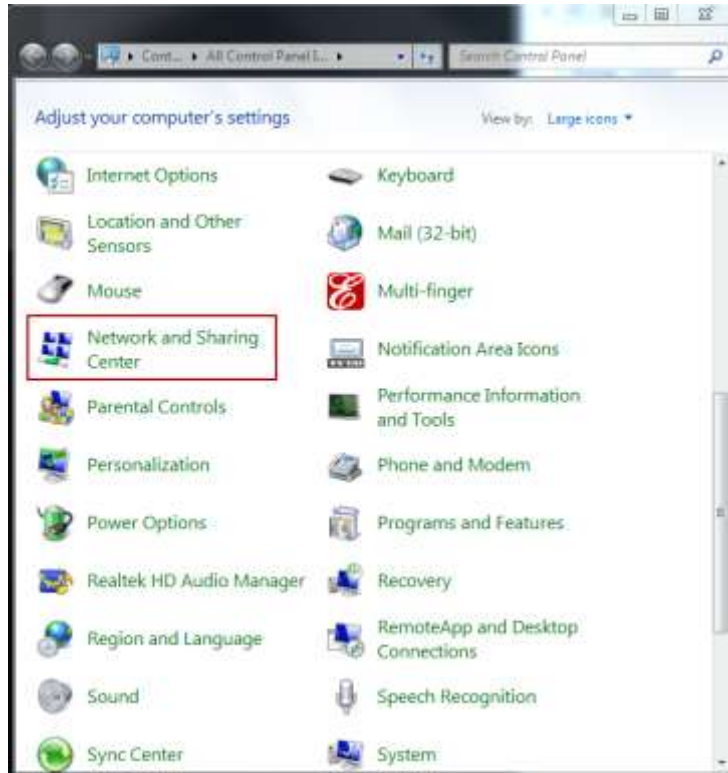 Cont... All Control Panel I... Search Control Panel
Adjust your computer's settings View by: Large icons
Internet Options Keyboard
Location and Other
Sensors
Mail (32-bit)
Mouse Multi-finger
Network and Sharing
Center
Notification Area Icons
Parental Controls
Performance Information
and Tools
Personalization Phone and Modem
Power Options Programs and Features
Realtek HD Audio Manager Recovery
Region and Language
RemoteApp and Desktop
Connections
Sound Speech Recognition
Sync Center System